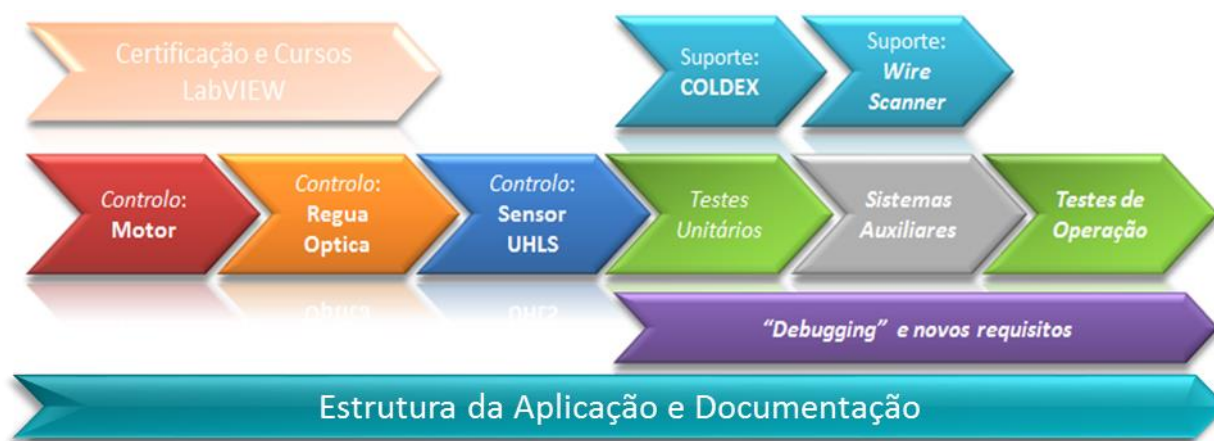 Certificação e Cursos
LabVIEW
Suporte:
COLDEX
Suporte:
Wire
Scanner
Controlo:
Motor
Controlo:
Regua
Optica
Controlo:
Sensor
UHLS
Testes
Unitários
Sistemas
Auxiliares
Testes de
Operação
“Debugging” e novos requisitos
Estrutura da Aplicação e Documentação